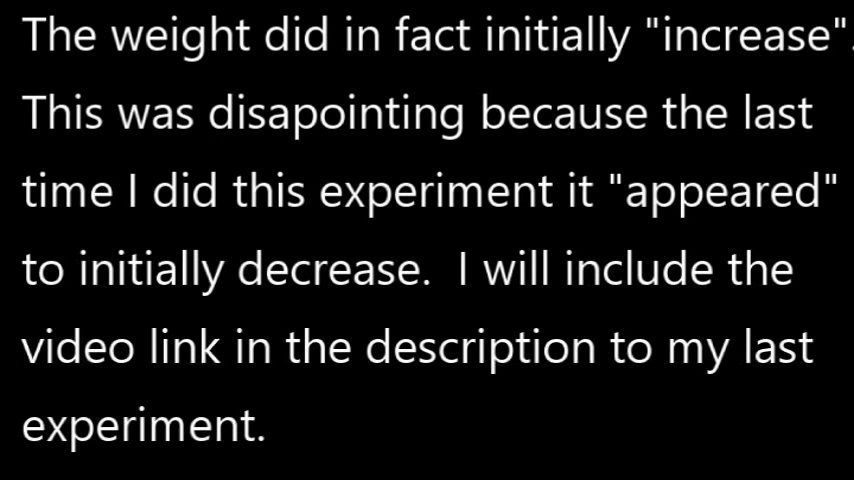 The weight did in fact initially "increase".
This was disapointing because the last
time I did this experiment it "appeared"
to initially decrease.  I will include the
video link in the description to my last
experiment.